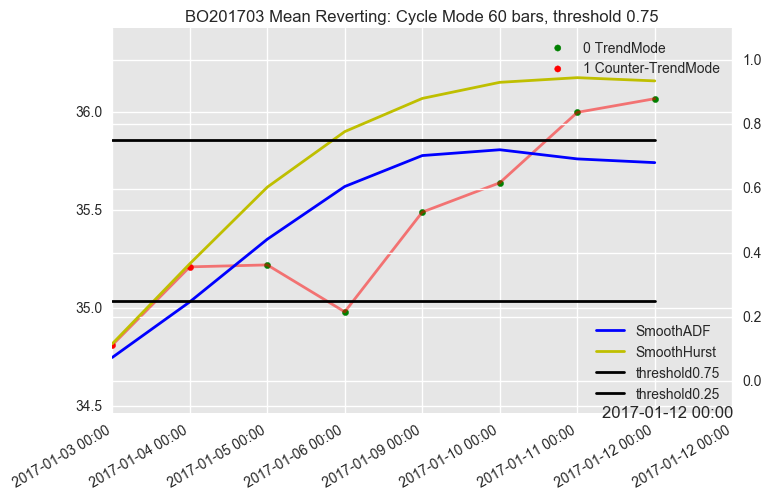 BO201703 Mean Reverting: Cycle Mode 60 bars, threshold 0.75
0 TrendMode
1 Counter-TrendMode
36.0
35.5
35.0
34.5
1.0
0.8
0.6
0.4
0.2
0.0
SmoothADF
SmoothHurst
threshold0.75
threshold0.25
2017-01-12 00:00
2017-01-03 00:00
2017-01-04 00:00
2017-01-05 00:00
2017-01-06 00:00
2017-01-09 00:00
2017-01-10 00:00
2017-01-11 00:00
2017-01-12 00:00
2017-01-12 00:00